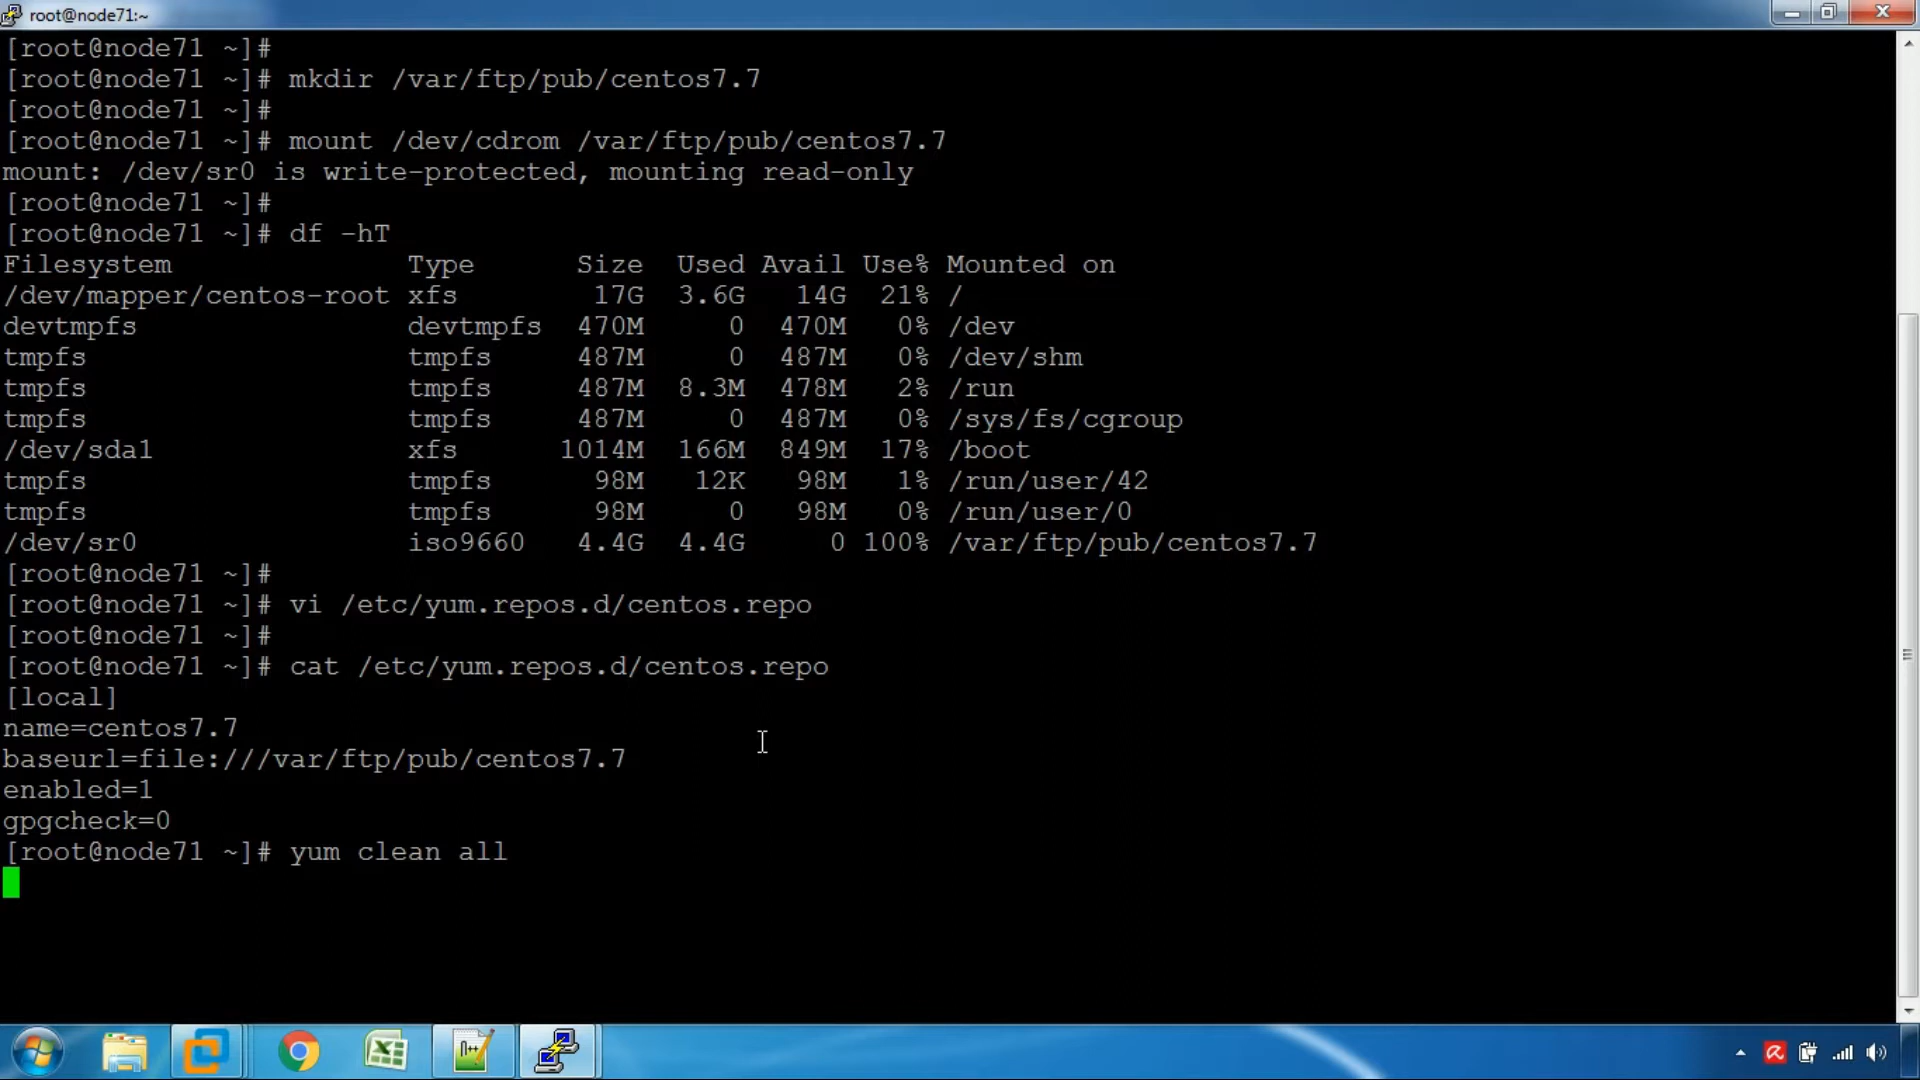 root@node71:~
[root@node71 ~]#
[root@node71 ~]# mkdir /var/ftp/pub/centos7.7
[root@node71 ~]#
[root@node71 ~]# mount /dev/cdrom /var/ftp/pub/centos7.7
mount: /dev/sr0 is write-protected, mounting read-only
[root@node71 ~]#
[root@node71 ~]# df -hT
Filesystem              Type      Size  Used Avail Use% Mounted on
/dev/mapper/centos-root xfs        17G  3.6G   14G  21% /
devtmpfs                devtmpfs  470M     0  470M   0% /dev
tmpfs                   tmpfs     487M     0  487M   0% /dev/shm
tmpfs                   tmpfs     487M  8.3M  478M   2% /run
tmpfs                   tmpfs     487M     0  487M   0% /sys/fs/cgroup
/dev/sda1               xfs      1014M  166M  849M  17% /boot
tmpfs                   tmpfs      98M   12K   98M   1% /run/user/42
tmpfs                   tmpfs      98M     0   98M   0% /run/user/0
/dev/sr0                iso9660   4.4G  4.4G     0 100% /var/ftp/pub/centos7.7
[root@node71 ~]#
[root@node71 ~]# vi /etc/yum.repos.d/centos.repo
[root@node71 ~]#
[root@node71 ~]# cat /etc/yum.repos.d/centos.repo
[local]
name=centos7.7
baseurl=file:///var/ftp/pub/centos7.7
enabled=1
gpgcheck=0
[root@node71 ~]# yum clean all